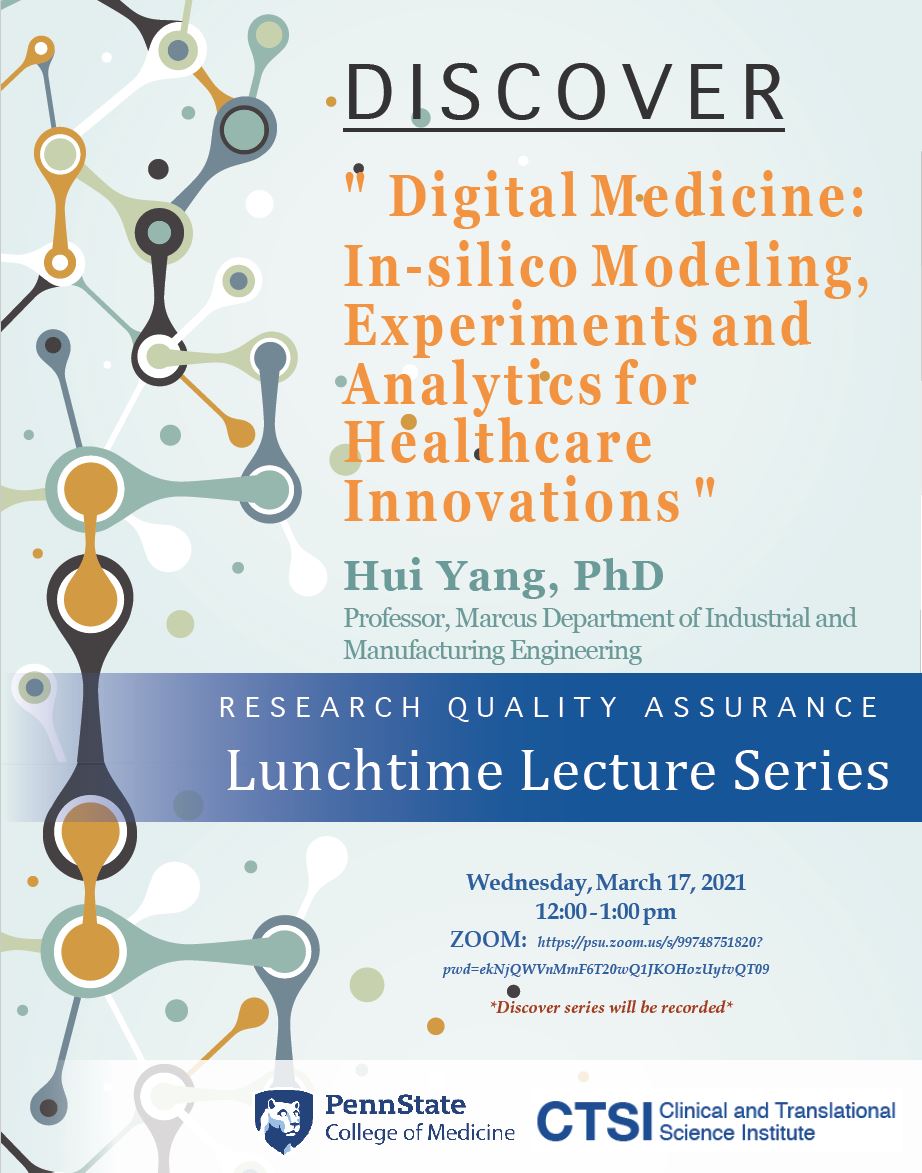 DISCOVER
" Digital Medicine:
In-silico Modeling,
Experiments and
Analytics for
Healthcare
Innovations "
Hui Yang, PhD
Professor, Marcus Department of Industrial and
Manufacturing Engineering
RESEARCH QUALITY ASSURANCE
Lunchtime Lecture Series
Wednesday, March 17, 2021
12:00 - 1:00 pm
ZOOM: https://psu.zoom.us/s/99748751820?
pwd=ekNjQWVnMmF6T20wQ1JKOHozUytvQT09
*Discover series will be recorded*
PennState
College of Medicine
CTSI Clinical and Translational
Science Institute